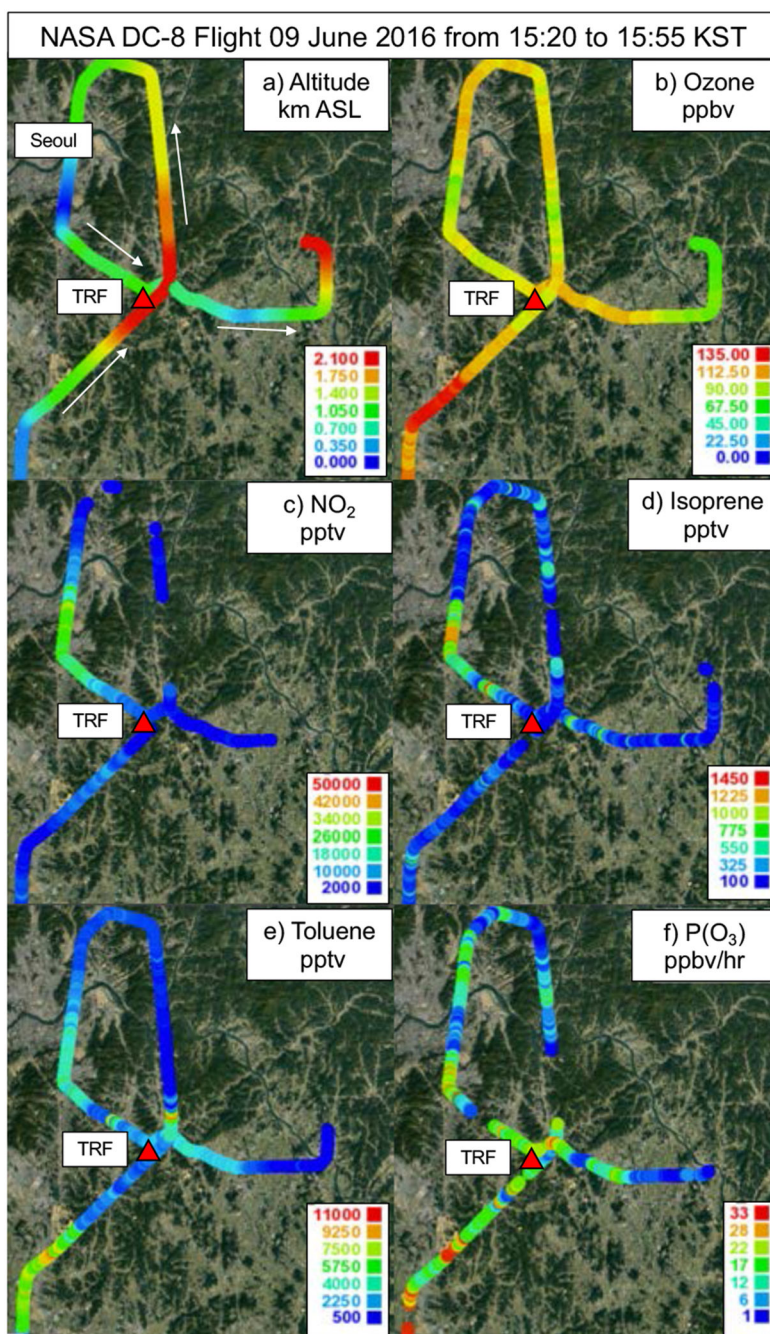 NASA DC-8 Flight 09 June 2016 from 15:20 to 15:55 KST
a) Altitude
km ASL
Seoul
TRF
2.100
1.750
1.400
1.050
0.700
0.350
0.000
b) Ozone
ppbv
TRF
135.00
112.50
90.00
67.50
45.00
22.50
0.00
c) NO₂
pptv
TRF
50000
42000
34000
26000
18000
10000
2000
d) Isoprene
pptv
TRF
1450
1225
1000
775
550
325
100
e) Toluene
pptv
TRF
11000
9250
7500
5750
4000
2250
500
f) P(O₃)
ppbv/hr
TRF
33
28
22
17
12
6
1